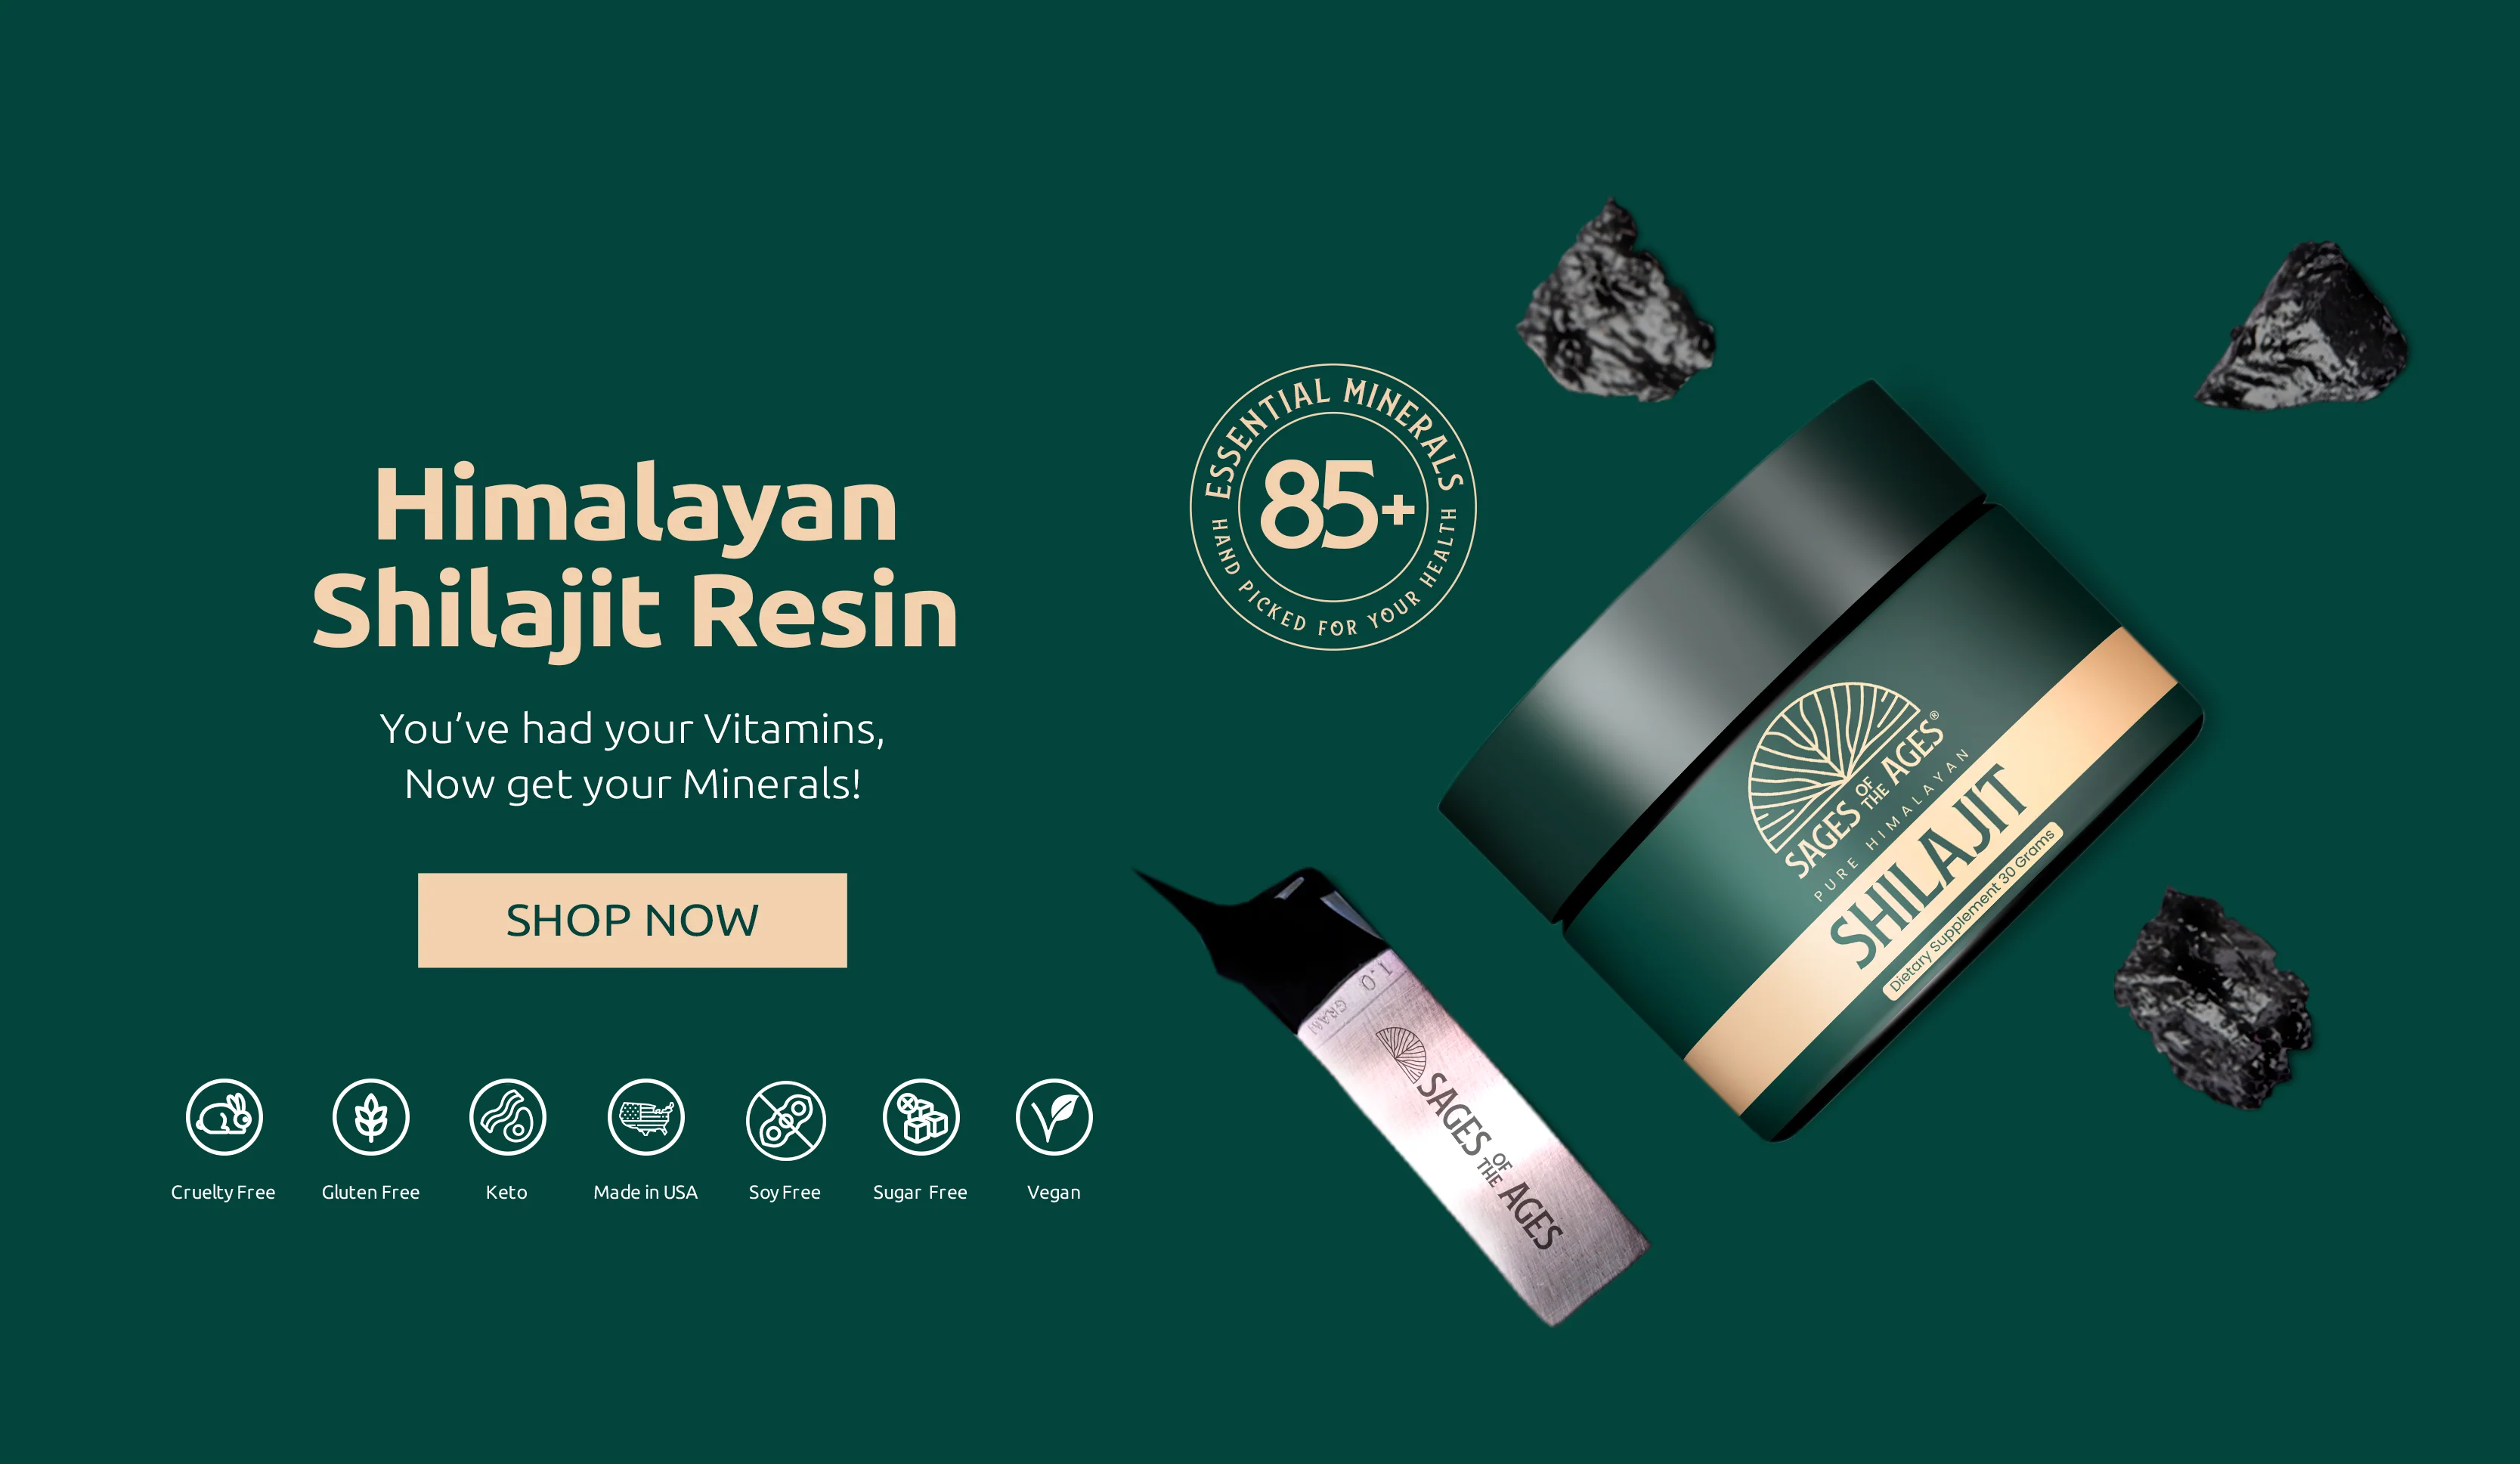 Himalayan
Shilajit Resin
You've had your Vitamins,
Now get your Minerals!
SHOP NOW
Cruelty Free
Gluten Free
Keto
Made in USA
Soy Free
Sugar Free
Vegan
ESSENTIAL MINERALS
85+
HAND PICKED FOR YOUR HEALTH
SAGES OF THE AGES®
PURE HIMALAYAN
SHILAJIT
Dietary Supplement 30 Grams
1.0
GRAM
SAGES OF THE AGES